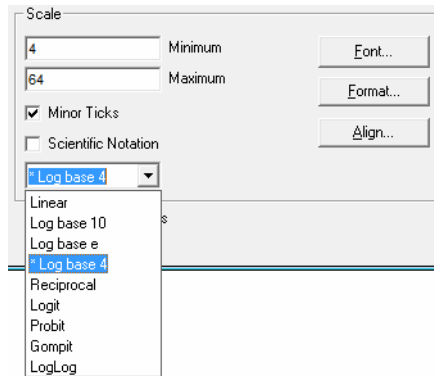 Scale
4 Minimum Font...
64 Maximum
Format...
Minor Ticks
Align...
Scientific Notation
* Log base 4
Linear
s
Log base 10
Log base e
* Log base 4
Reciprocal
Logit
Probit
Gompit
LogLog